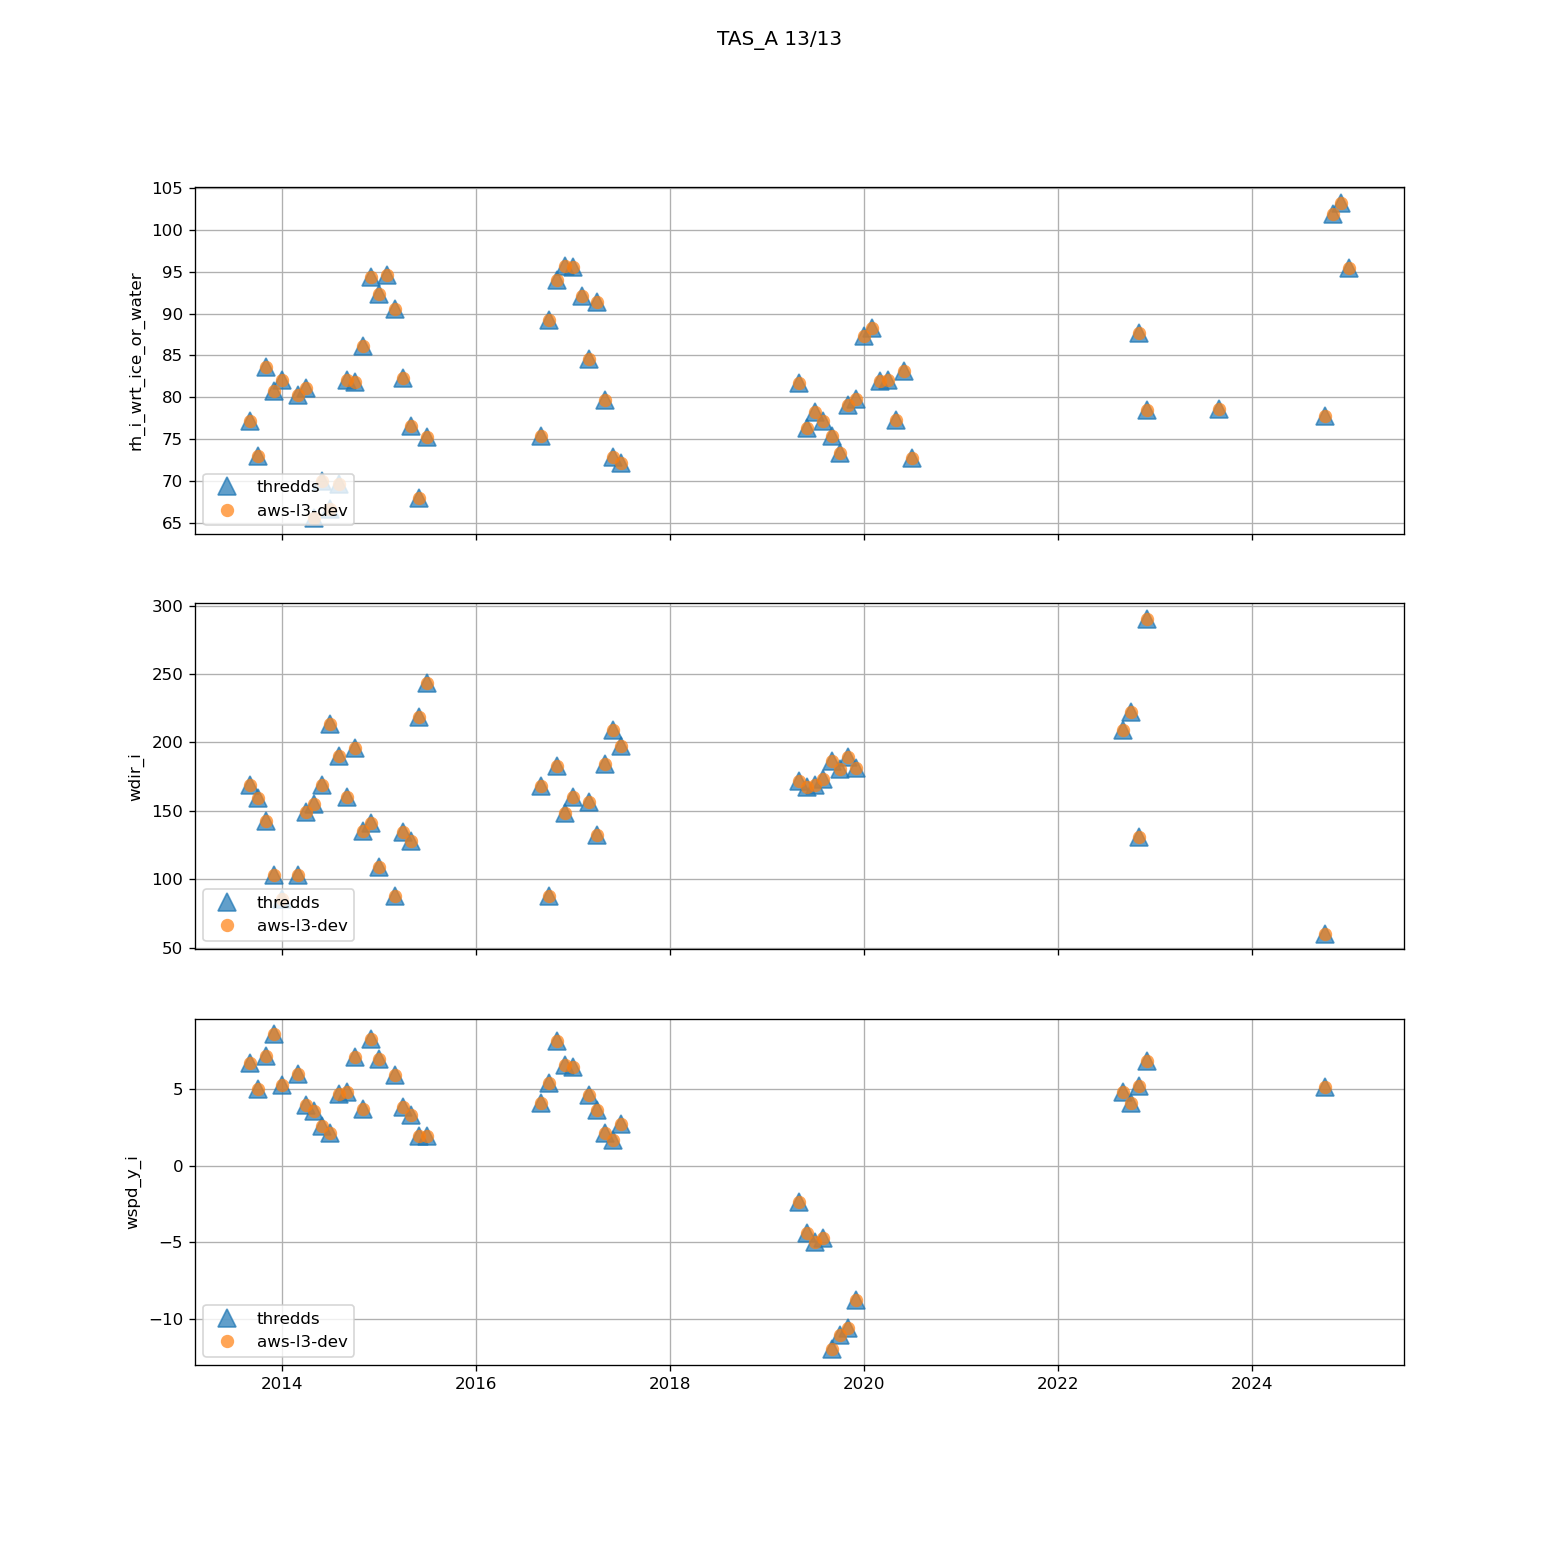 TAS_A 13/13
rh_i_wrt_ice_or_water
105
100
95
90
85
80
75
70
65
thredds
aws-l3-dev
wdir_i
300
250
200
150
100
50
thredds
aws-l3-dev
wspd_y_i
5
0
−5
−10
thredds
aws-l3-dev
2014 2016 2018 2020 2022 2024